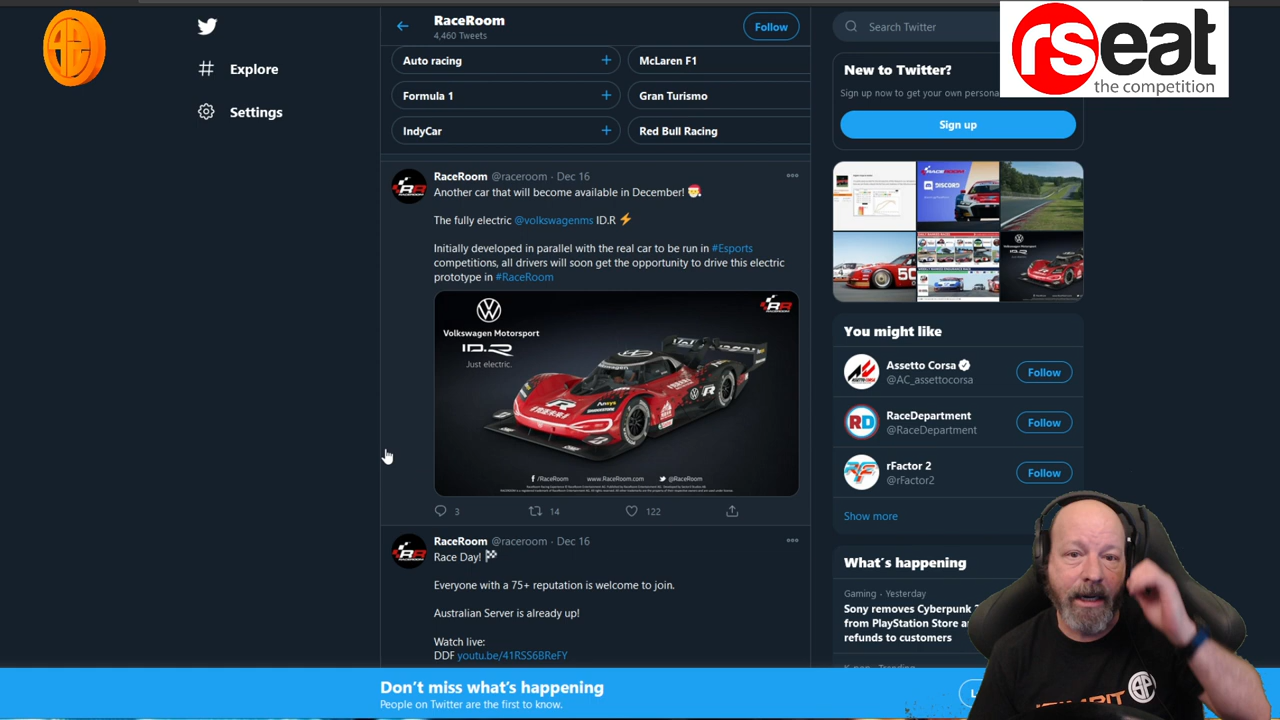 RaceRoom
4,460 Tweets
Follow
Search Twitter
rseat
the competition
Explore
Settings
Auto racing
McLaren F1
Formula 1
Gran Turismo
IndyCar
Red Bull Racing
New to Twitter?
Sign up now to get your own persona
Sign up
RaceRoom @raceroom · Dec 16
Another car that will become available in December! 🎅
The fully electric @volkswagenms ID.R ⚡
Initially developed in parallel with the real car to be run in #Esports
competitions, all drivers will soon get the opportunity to drive this electric
prototype in #RaceRoom
Volkswagen Motorsport
ID.R
Just electric.
RACEROOM
/RaceRoom www.RaceRoom.com @RaceRoom
3 14 122
RACEROOM
DISCORD
You might like
Assetto Corsa
@AC_assettocorsa
Follow
RaceDepartment
@RaceDepartment
Follow
rFactor 2
@rFactor2
Follow
Show more
RaceRoom @raceroom · Dec 16
Race Day! 🏁
Everyone with a 75+ reputation is welcome to join.
Australian Server is already up!
Watch live:
DDF youtu.be/41RSS6BReFY
What's happening
Gaming · Yesterday
Sony removes Cyberpunk
from PlayStation Store
refunds to customers
Don't miss what's happening
People on Twitter are the first to know.